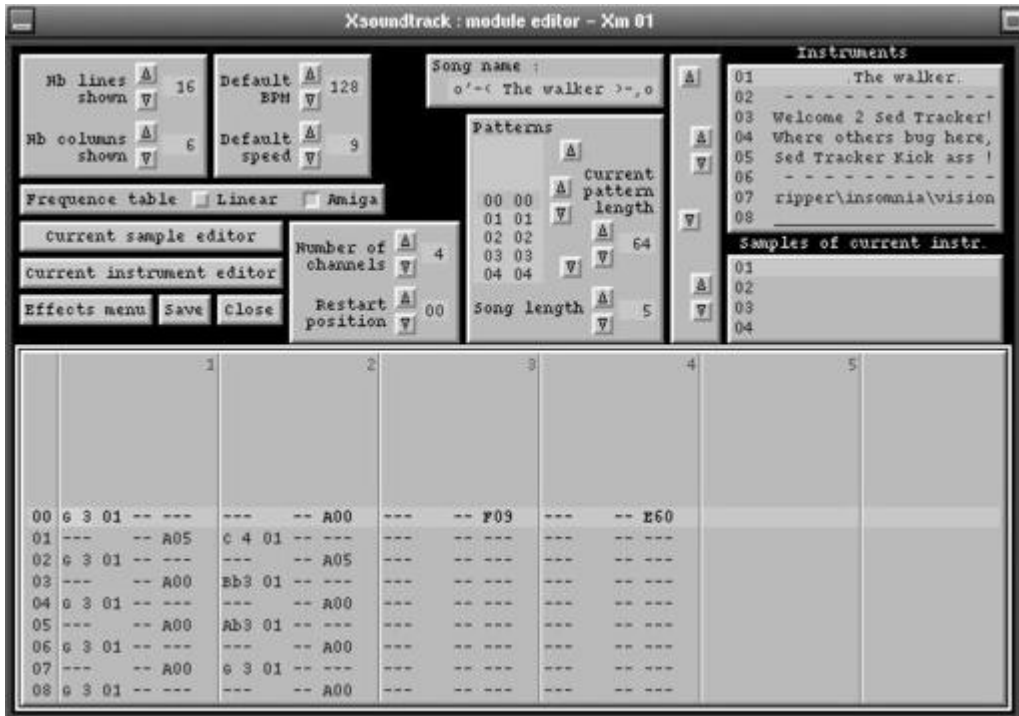 Xsoundtrack : module editor - Xm 01
Nb lines shown 16
Nb columns shown 6
Default BPM 128
Default speed 9
Song name :
o'-< The walker >-,o
Frequence table Linear Amiga
Current sample editor
Current instrument editor
Effects menu Save Close
Number of channels 4
Restart position 00
Patterns
00 00
01 01
02 02
03 03
04 04
Current pattern length 64
Song length 5
Instruments
01 .The walker.
02 - - - - - - - - - - -
03 Welcome 2 Sed Tracker!
04 Where others bug here,
05 Sed Tracker Kick ass !
06 - - - - - - - - - - -
07 ripper\insomnia\vision
08 ______________________
Samples of current instr.
01
02
03
04
1 2 3 4 5
00 G 3 01 -- --- --- -- A00 --- -- F09 --- -- E60
01 --- -- A05 C 4 01 -- --- --- -- --- --- -- ---
02 G 3 01 -- --- --- -- A05 --- -- --- --- -- ---
03 --- -- A00 Bb3 01 -- --- --- -- --- --- -- ---
04 G 3 01 -- --- --- -- A00 --- -- --- --- -- ---
05 --- -- A00 Ab3 01 -- --- --- -- --- --- -- ---
06 G 3 01 -- --- --- -- A00 --- -- --- --- -- ---
07 --- -- A00 G 3 01 -- --- --- -- --- --- -- ---
08 G 3 01 -- --- --- -- A00 --- -- --- --- -- ---